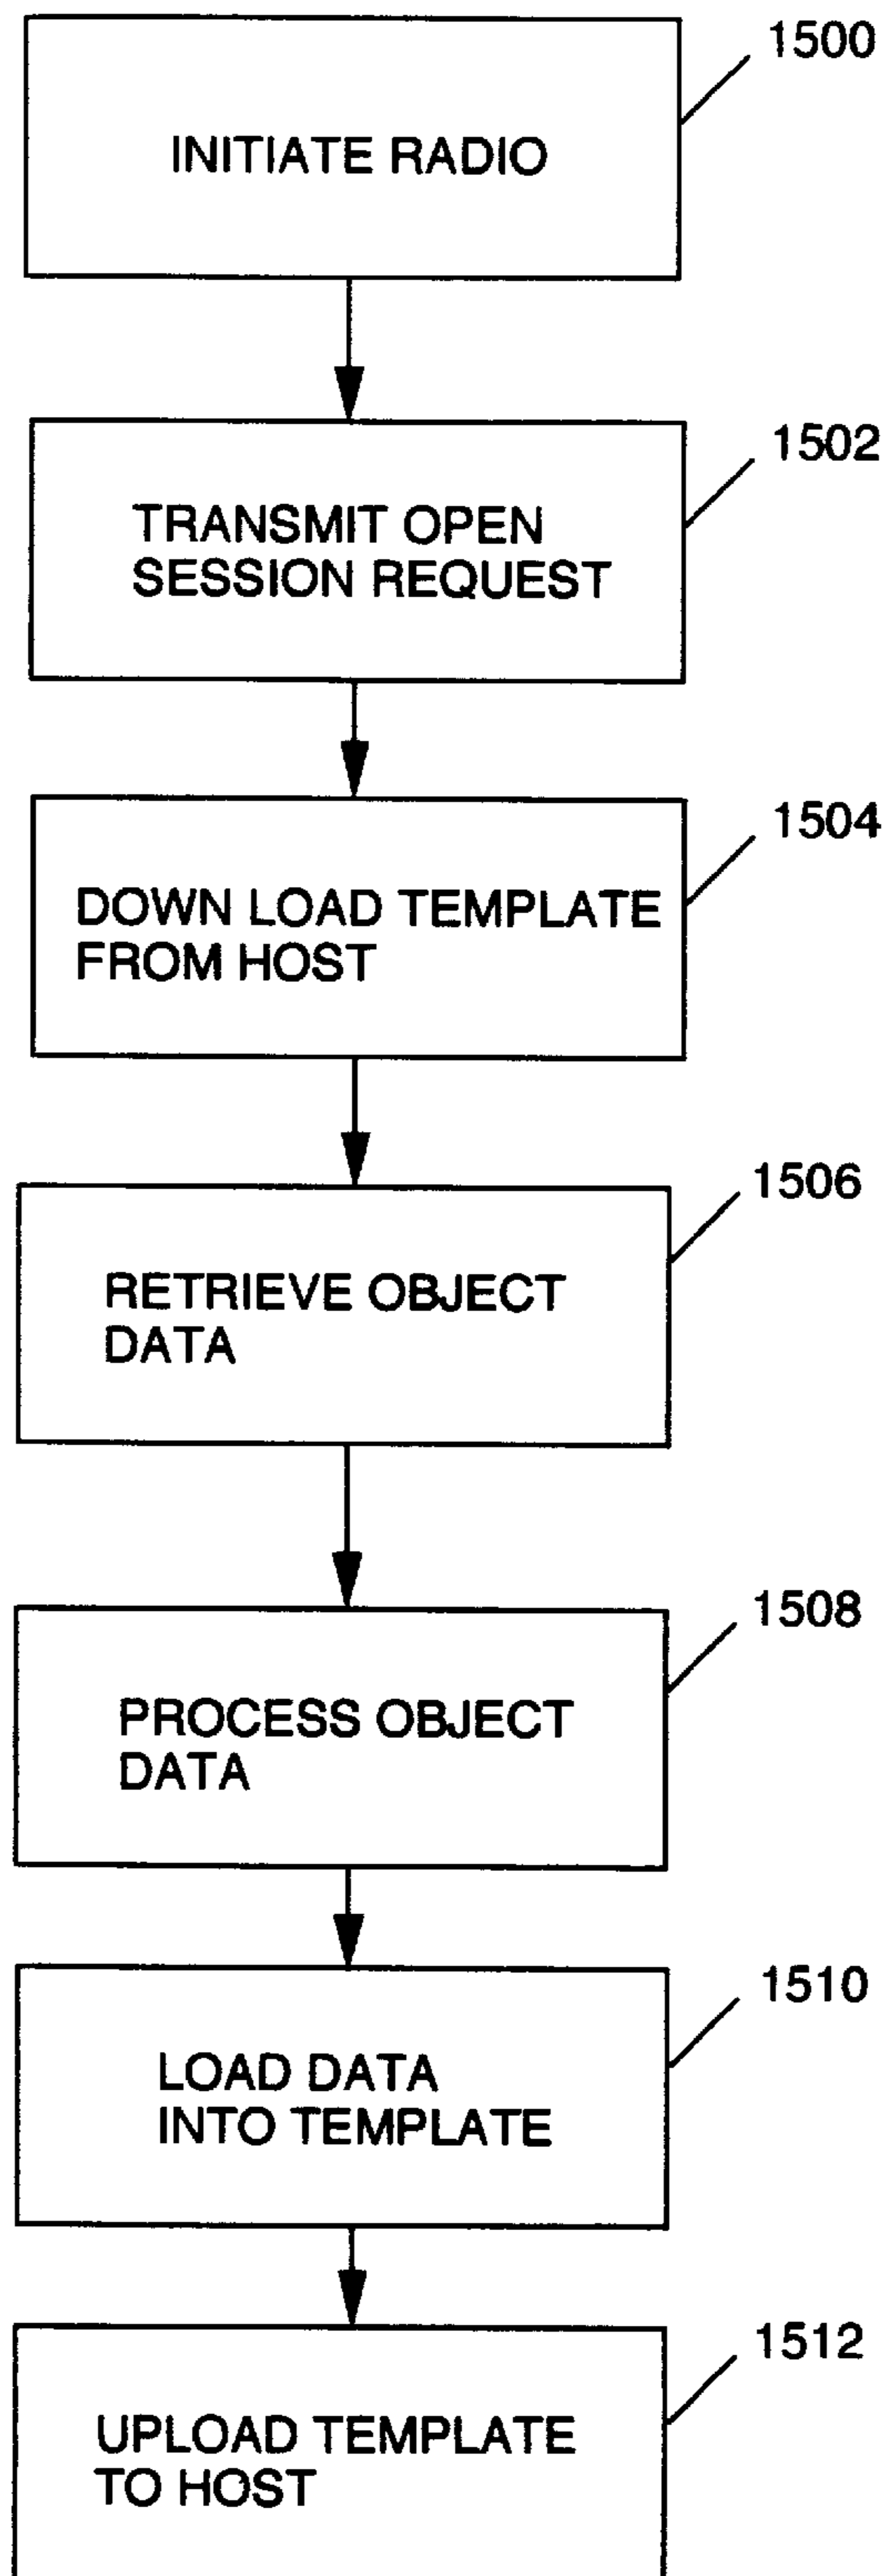 1500
INITIATE RADIO
1502
TRANSMIT OPEN
SESSION REQUEST
1504
DOWN LOAD TEMPLATE
FROM HOST
1506
RETRIEVE OBJECT
DATA
1508
PROCESS OBJECT
DATA
1510
LOAD DATA
INTO TEMPLATE
1512
UPLOAD TEMPLATE
TO HOST